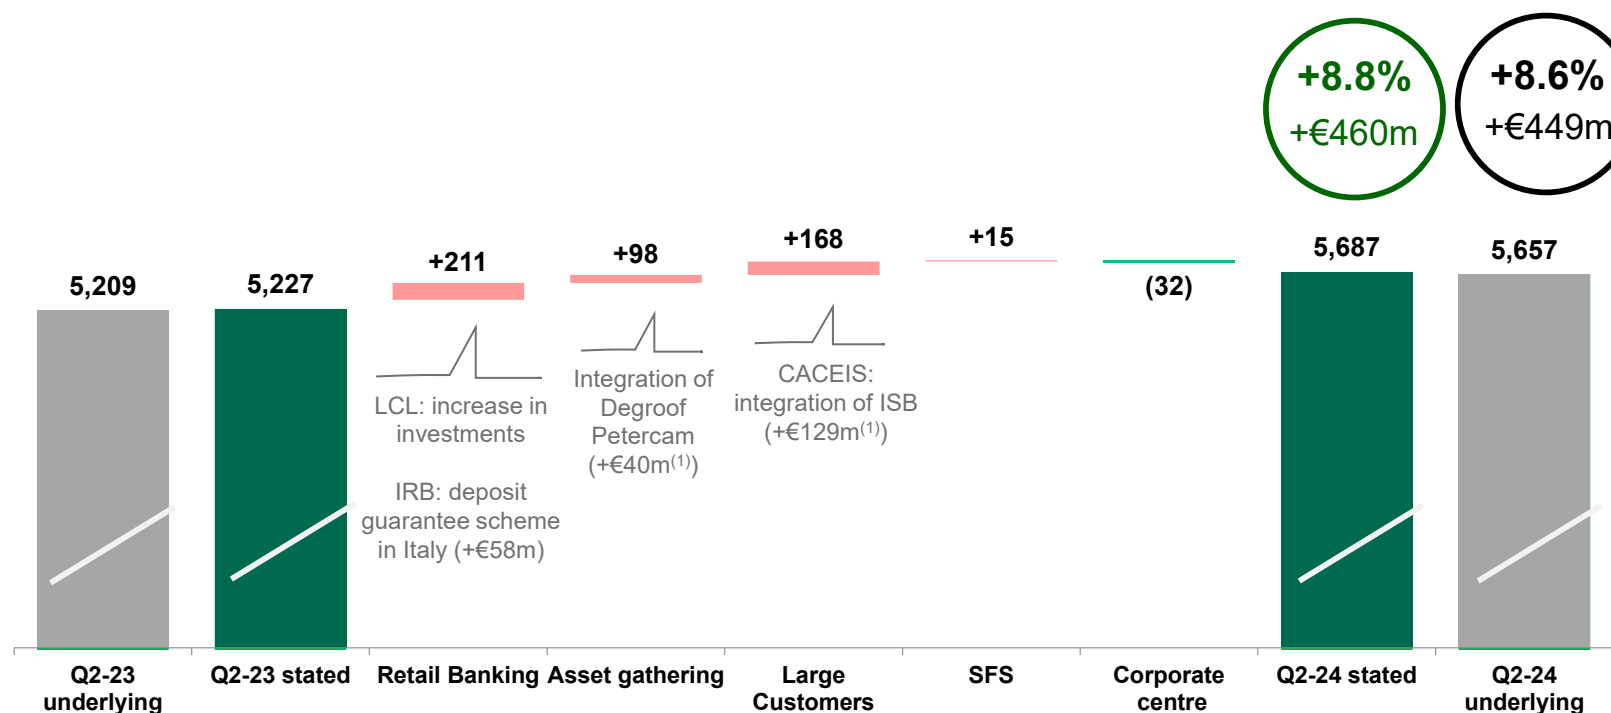 +8.8%
+€460m
+8.6%
+€449m
5,209
5,227
+211
+98
+168
+15
(32)
5,687
5,657
LCL: increase in
investments
IRB: deposit
guarantee scheme
in Italy (+€58m)
Integration of
Degroof
Petercam
(+€40m(1))
CACEIS:
integration of ISB
(+€129m(1))
Q2-23
underlying
Q2-23 stated
Retail Banking
Asset gathering
Large
Customers
SFS
Corporate
centre
Q2-24 stated
Q2-24
underlying